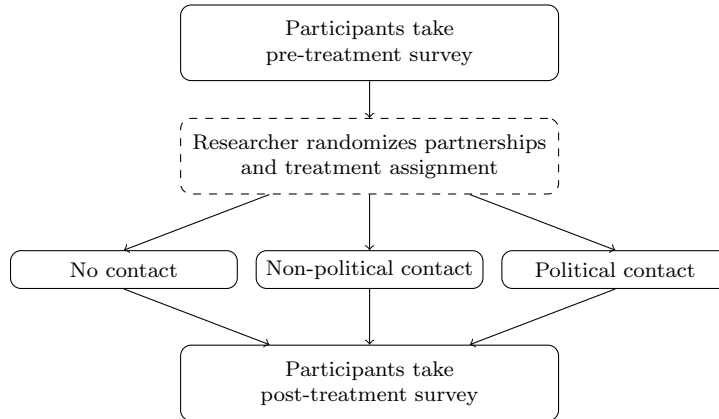 Participants take
pre-treatment survey
Researcher randomizes partnerships
and treatment assignment
No contact
Non-political contact
Political contact
Participants take
post-treatment survey